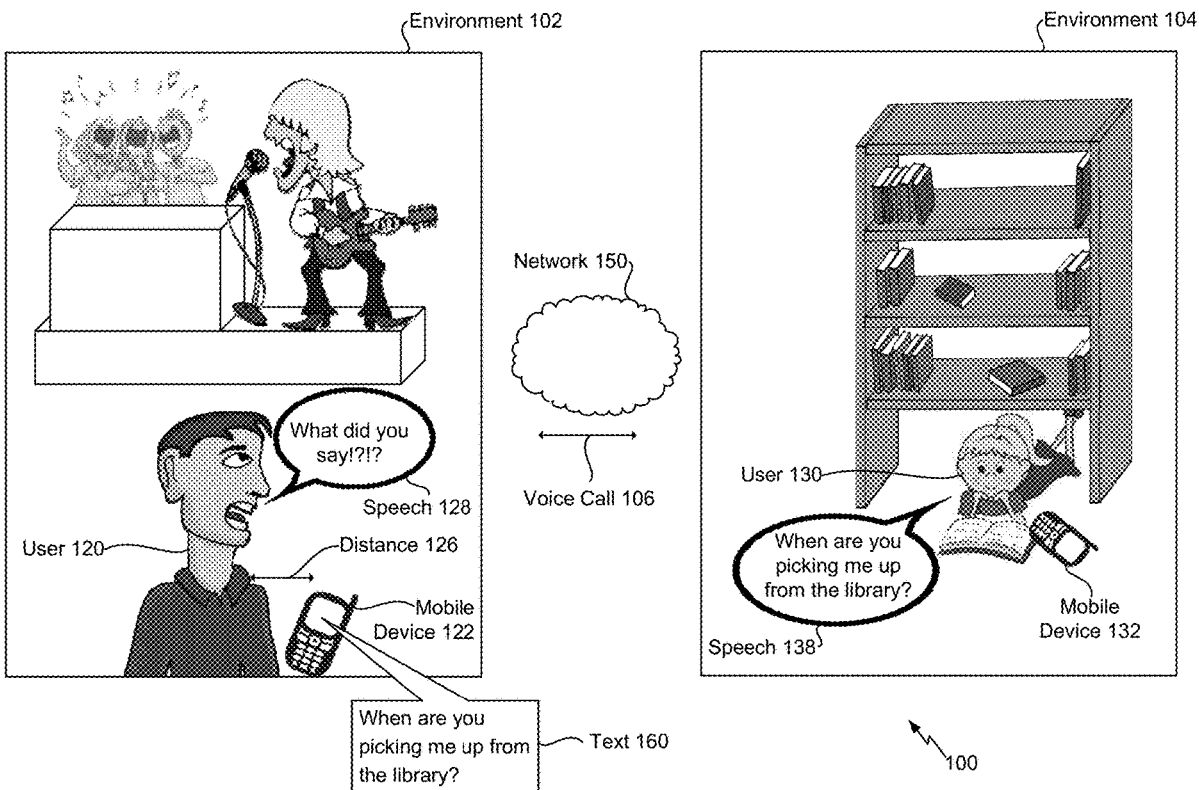 Environment 102
Environment 104
What did you
say!?!?
Speech 128
User 120
Distance 126
Mobile
Device 122
When are you
picking me up from
the library?
Text 160
Network 150
Voice Call 106
User 130
When are you
picking me up
from the library?
Speech 138
Mobile
Device 132
100